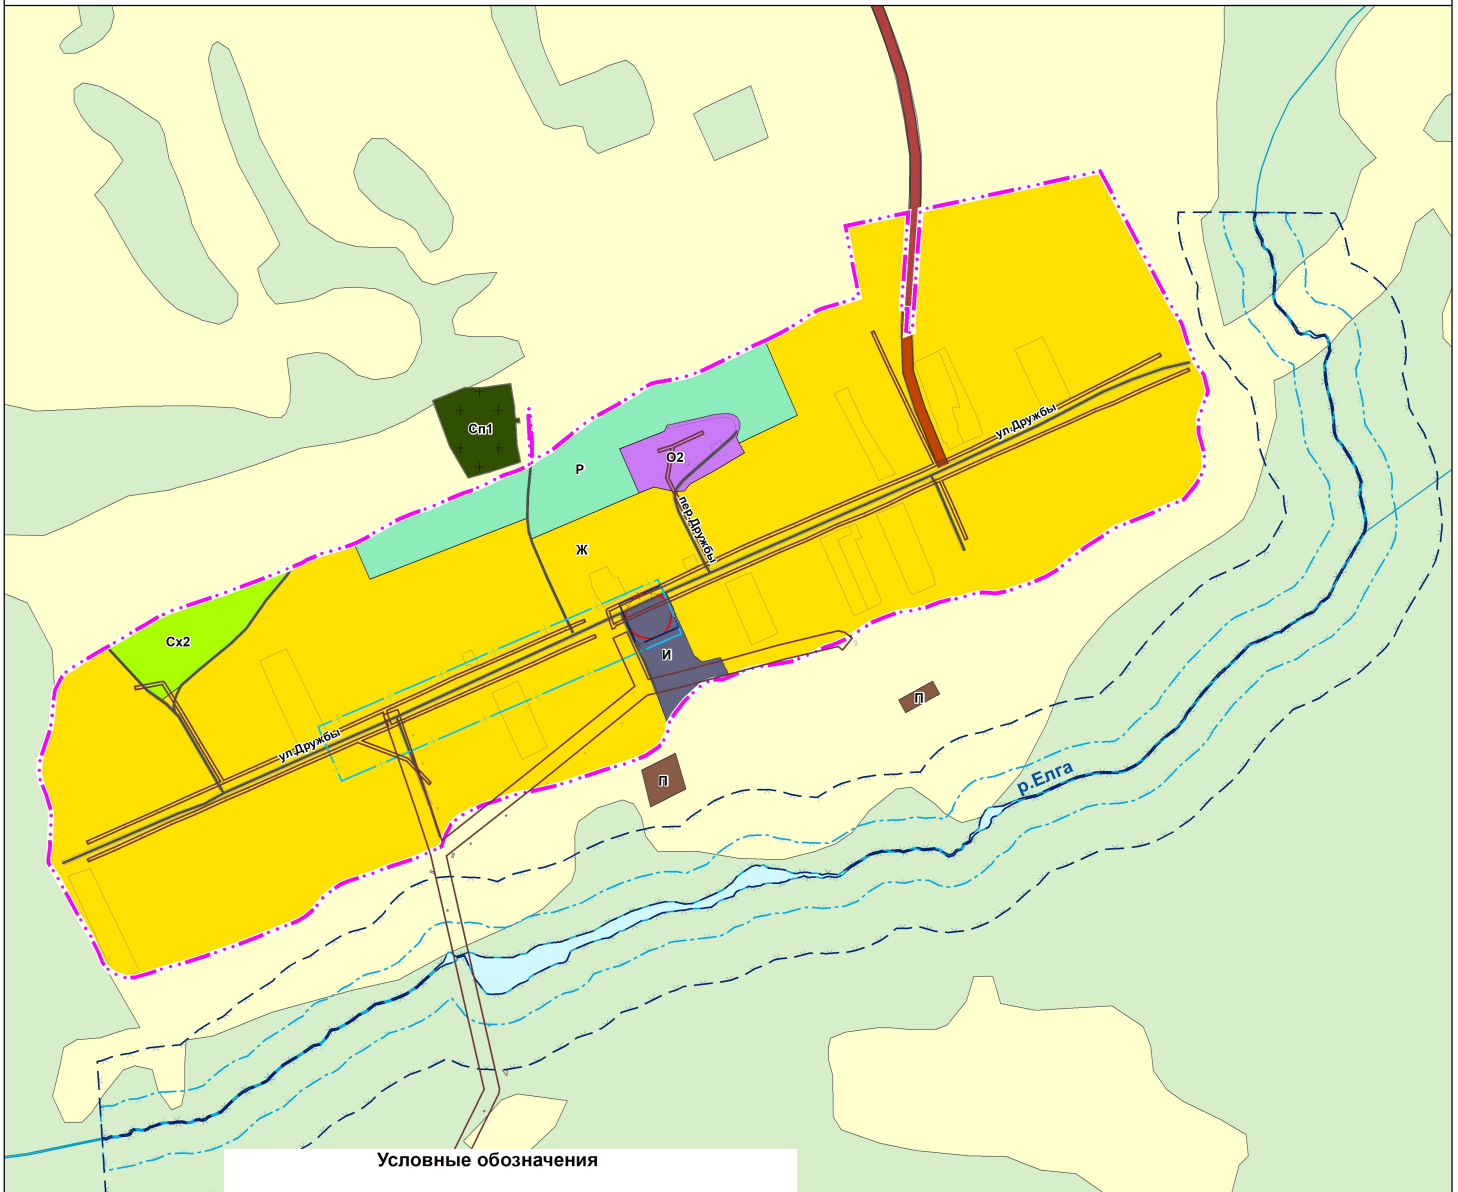 Сп1
ул.Дружбы
Р
О2
пер.Дружбы
Ж
Сх2
И
П
ул.Дружбы
П
р.Елга
Условные обозначения